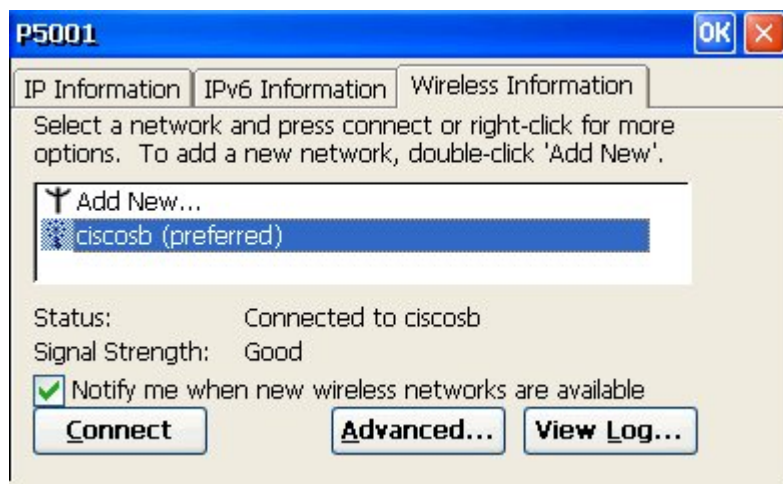 P5001 OK
IP Information IPv6 Information Wireless Information
Select a network and press connect or right-click for more
options. To add a new network, double-click 'Add New'.
Add New...
ciscosb (preferred)
Status: Connected to ciscosb
Signal Strength: Good
Notify me when new wireless networks are available
Connect Advanced... View Log...